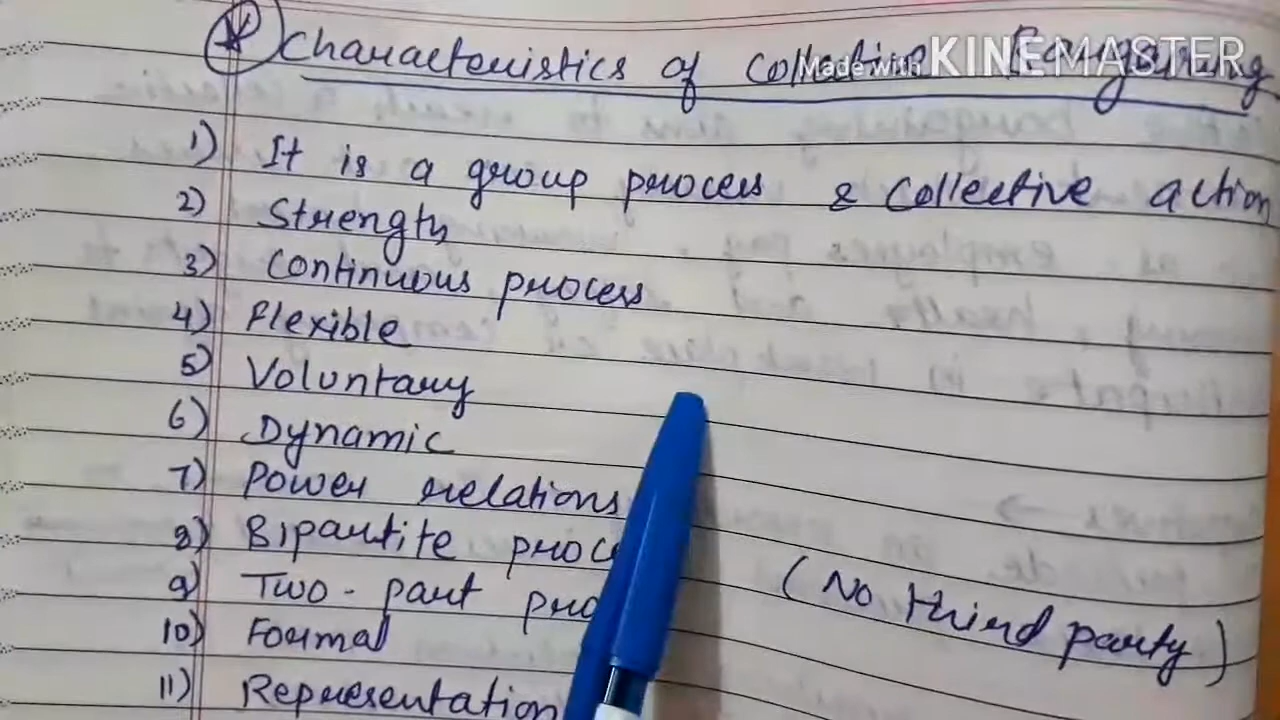 Characteristics of Collective Bargaining
Made with KINEMASTER
1) It is a group process & Collective action
2) Strength
3) Continuous process
4) Flexible
5) Voluntary
6) Dynamic
7) Power relations
8) Bipartite proce
9) Two-part pro (No third party)
10) Formal
11) Representation